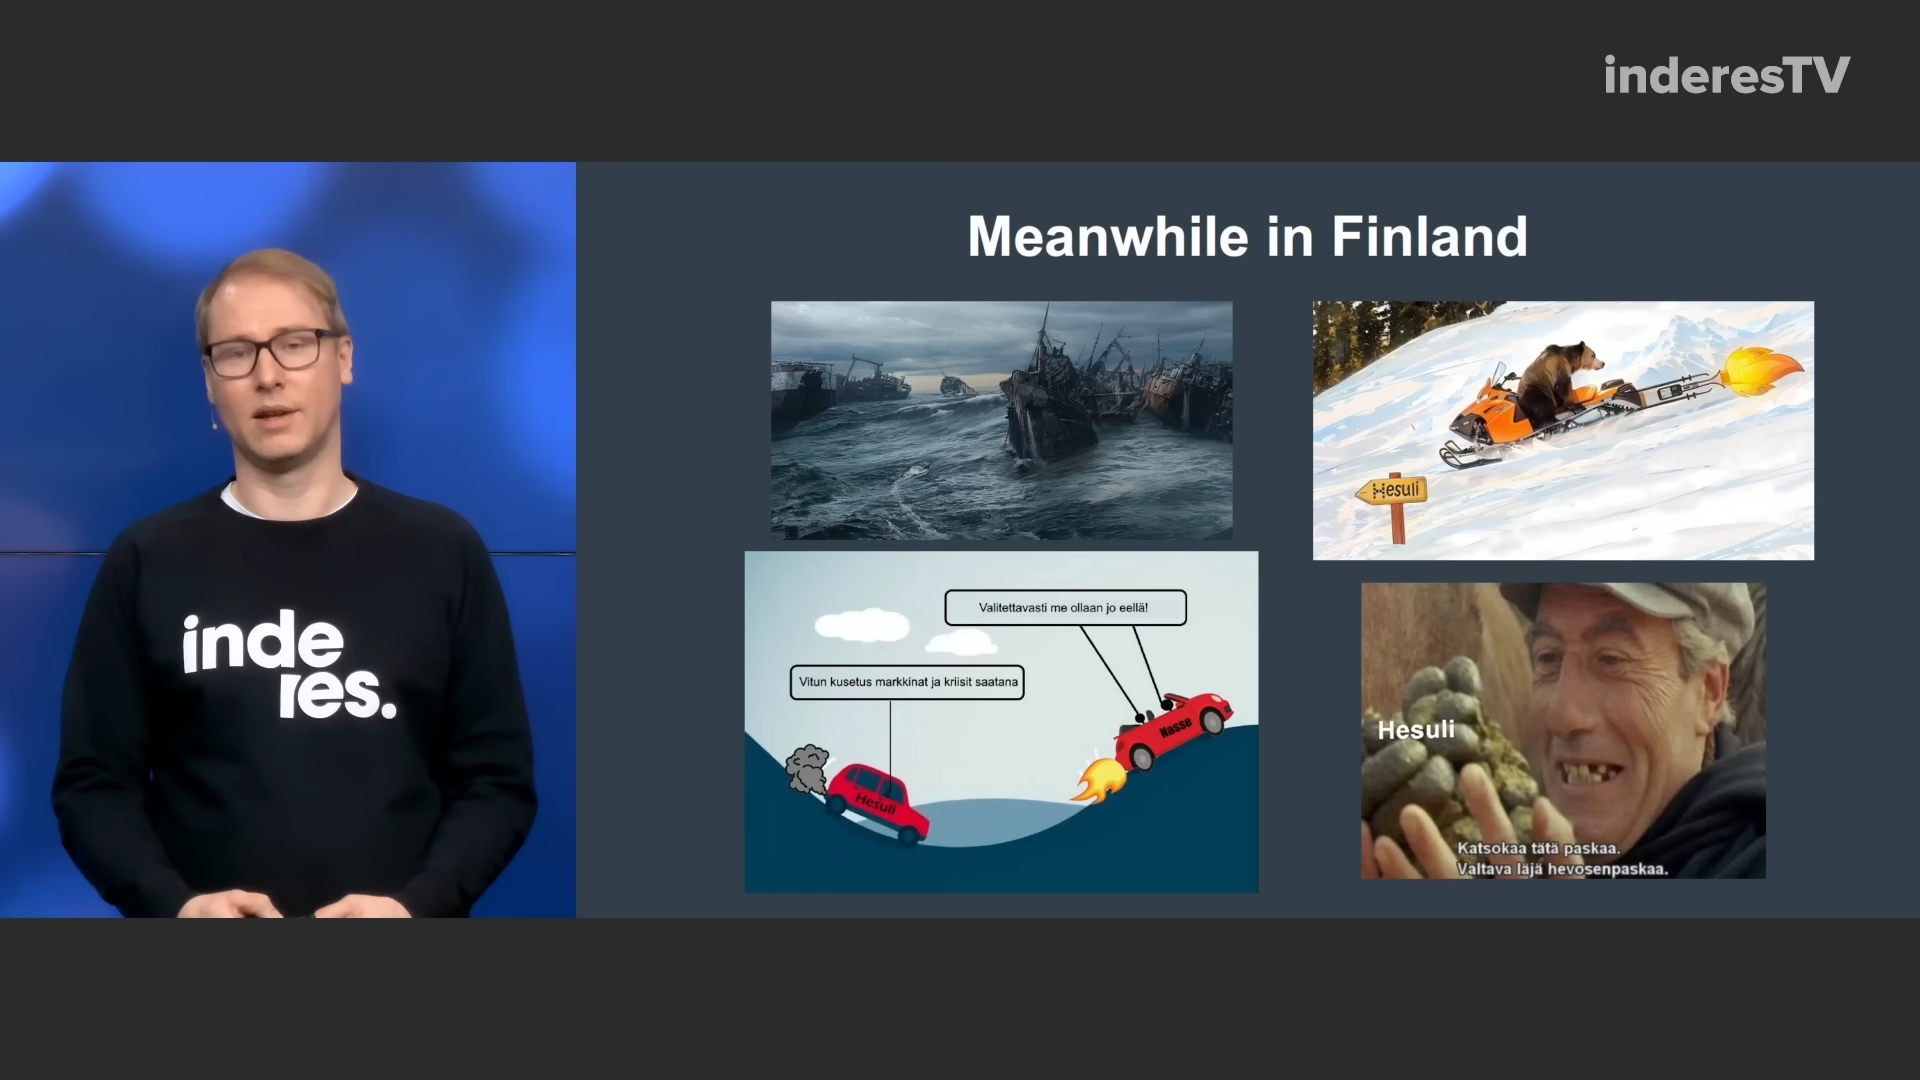 inderesTV
Meanwhile in Finland
inde
res.
Hesuli
Valitettavasti me ollaan jo eellä!
Vitun kusetus markkinat ja kriisit saatana
Nasse
Hesuli
Hesuli
Katsokaa tätä paskaa.
Valtava läjä hevosenpaskaa.